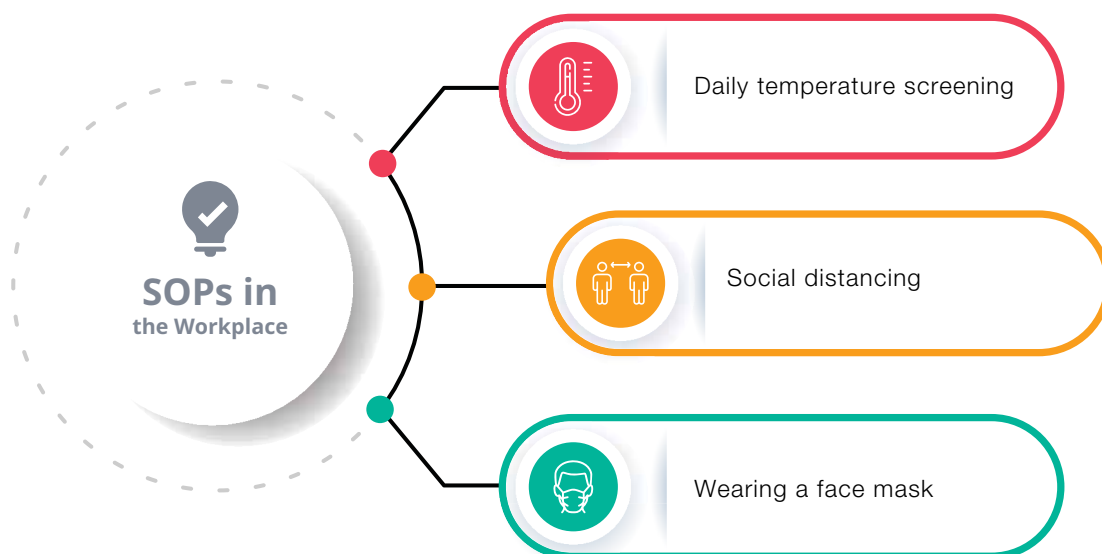 SOPs in
the Workplace
Daily temperature screening
Social distancing
Wearing a face mask